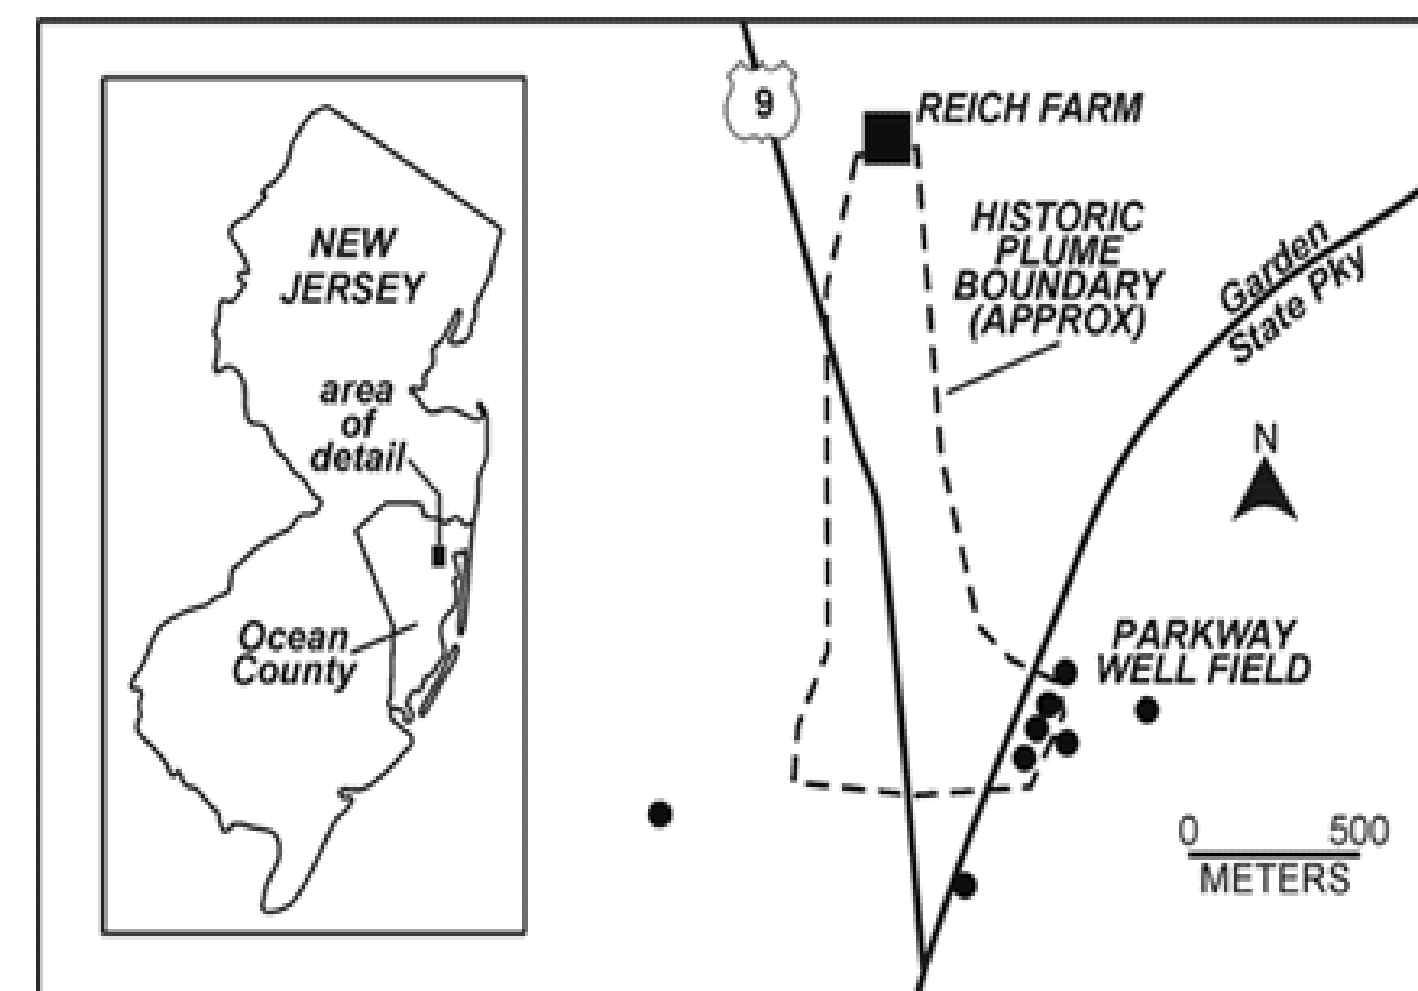 NEW
JERSEY
area
of
detail
Ocean
County
9
REICH FARM
HISTORIC
PLUME
BOUNDARY
(APPROX)
Garden
State Pky
N
PARKWAY
WELL FIELD
0 500
METERS